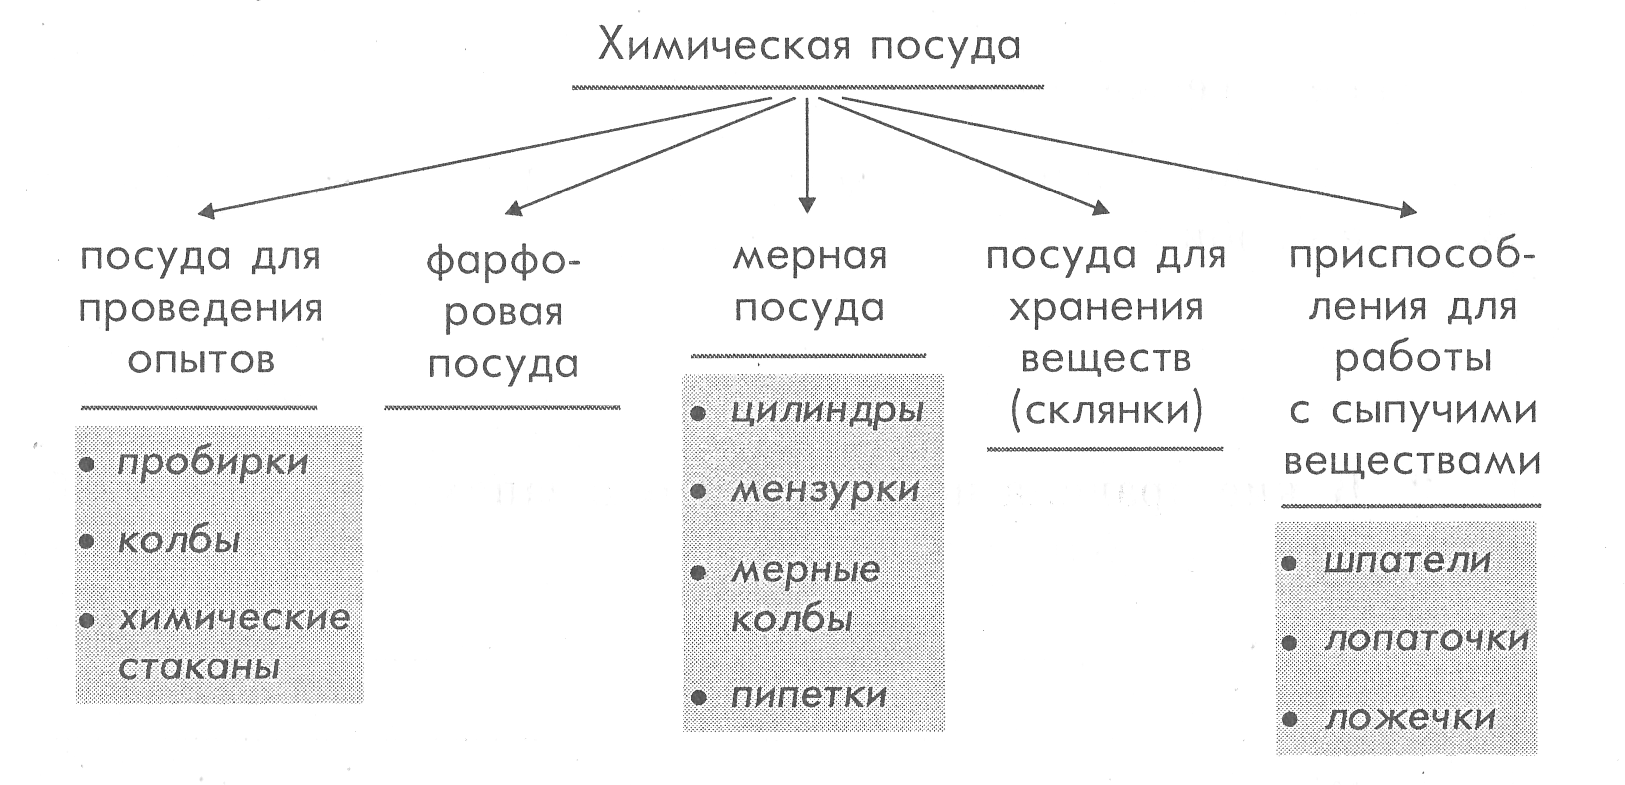 Химическая посуда
посуда для
проведения
опытов
• пробирки
• колбы
• химические
стаканы
фарфо-
ровая
посуда
мерная
посуда
• цилиндры
• мензурки
• мерные
колбы
• пипетки
посуда для
хранения
веществ
(склянки)
приспособ-
ления для
работы
с сыпучими
веществами
• шпатели
• лопаточки
• ложечки